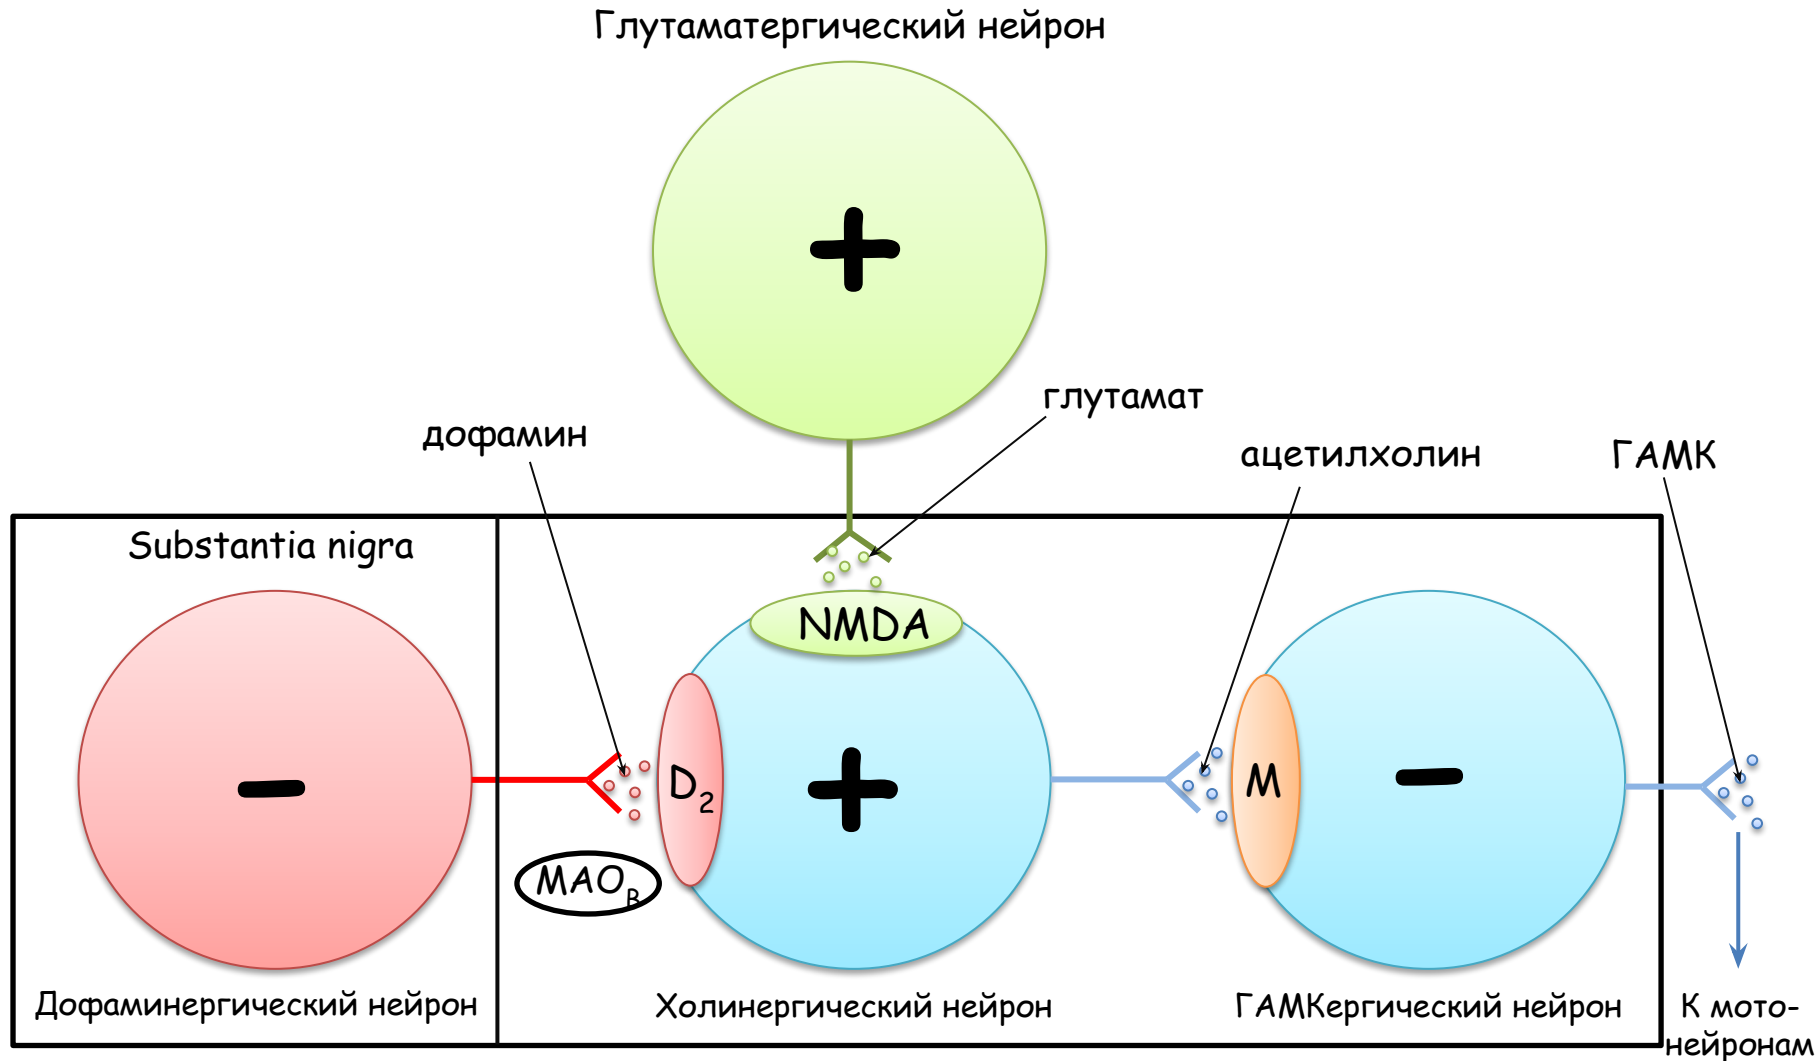 Глутаматергический нейрон
+
глутамат
дофамин
ацетилхолин
ГАМК
Substantia nigra
NMDA
D2
M
-
+
-
MAOB
Дофаминергический нейрон
Холинергический нейрон
ГАМКергический нейрон
К мото-
нейронам